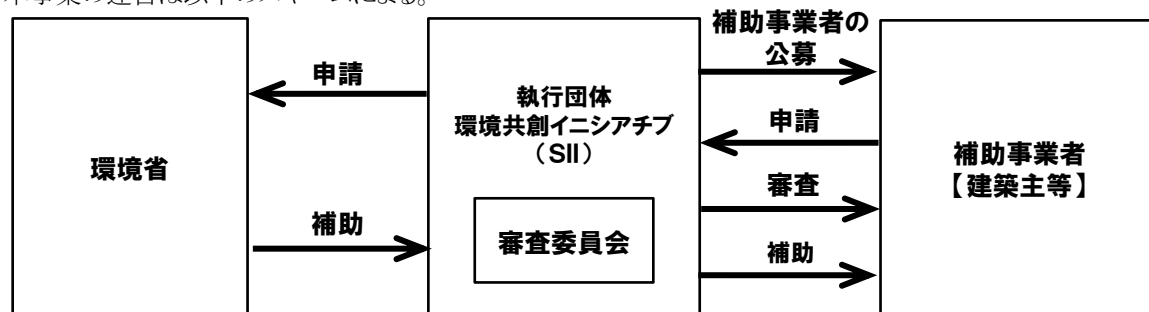 本事業の運営は以下のスキームによる。
環境省
申請
補助
執行団体
環境共創イニシアチブ
（SII）
審査委員会
補助事業者の
公募
申請
審査
補助
補助事業者
【建築主等】